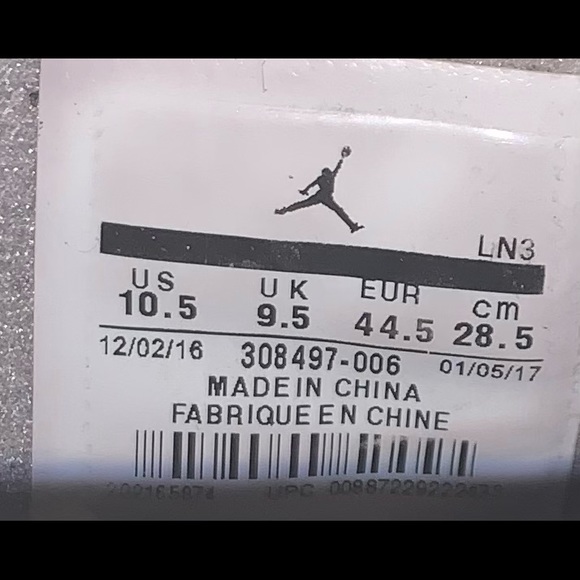 LN3
US UK EUR cm
10.5 9.5 44.5 28.5
12/02/16 308497-006 01/05/17
MADE IN CHINA
FABRIQUE EN CHINE
UPC